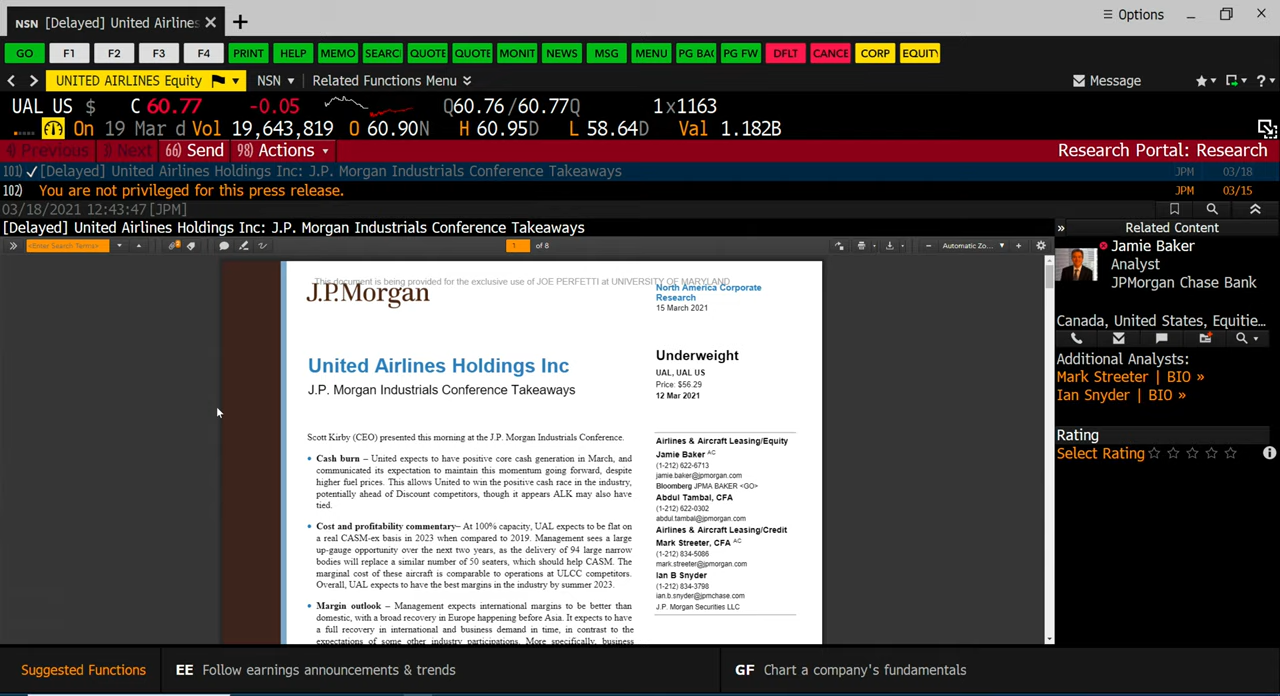 NSN [Delayed] United Airlines × +
Options
GO F1 F2 F3 F4 PRINT HELP MEMO SEARC QUOTE QUOTE MONIT NEWS MSG MENU PG BAC PG FW DFLT CANCE CORP EQUIT
UNITED AIRLINES Equity NSN Related Functions Menu Message
UAL US $ C 60.77 -0.05 Q60.76/60.77Q 1x1163
On 19 Mar d Vol 19,643,819 O 60.90N H 60.95D L 58.64D Val 1.182B
Previous Next 66) Send 98) Actions Research Portal: Research
101) [Delayed] United Airlines Holdings Inc: J.P. Morgan Industrials Conference Takeaways JPM 03/18
102) You are not privileged for this press release. JPM 03/15
03/18/2021 12:43:47 [JPM]
[Delayed] United Airlines Holdings Inc: J.P. Morgan Industrials Conference Takeaways
<Enter Search Terms> 1 of 8 Automatic Zo...
This document is being provided for the exclusive use of JOE PERFETTI at UNIVERSITY OF MARYLAND
J.P.Morgan
North America Corporate
Research
15 March 2021
United Airlines Holdings Inc
J.P. Morgan Industrials Conference Takeaways
Scott Kirby (CEO) presented this morning at the J.P. Morgan Industrials Conference.
• Cash burn – United expects to have positive core cash generation in March, and
communicated its expectation to maintain this momentum going forward, despite
higher fuel prices. This allows United to win the positive cash race in the industry,
potentially ahead of Discount competitors, though it appears ALK may also have
tied.
• Cost and profitability commentary– At 100% capacity, UAL expects to be flat on
a real CASM-ex basis in 2023 when compared to 2019. Management sees a large
up-gauge opportunity over the next two years, as the delivery of 94 large narrow
bodies will replace a similar number of 50 seaters, which should help CASM. The
marginal cost of these aircraft is comparable to operations at ULCC competitors.
Overall, UAL expects to have the best margins in the industry by summer 2023.
• Margin outlook – Management expects international margins to be better than
domestic, with a broad recovery in Europe happening before Asia. It expects to have
a full recovery in international and business demand in time, in contrast to the
expectations of some other industry participations. More specifically, business
Underweight
UAL, UAL US
Price: $56.29
12 Mar 2021
Airlines & Aircraft Leasing/Equity
Jamie Baker AC
(1-212) 622-6713
jamie.baker@jpmorgan.com
Bloomberg JPMA BAKER <GO>
Abdul Tambal, CFA
(1-212) 622-0302
abdul.tambal@jpmorgan.com
Airlines & Aircraft Leasing/Credit
Mark Streeter, CFA AC
(1-212) 834-5086
mark.streeter@jpmorgan.com
Ian B Snyder
(1-212) 834-3798
ian.b.snyder@jpmchase.com
J.P. Morgan Securities LLC
» Related Content
Jamie Baker
Analyst
JPMorgan Chase Bank
Canada, United States, Equitie...
Additional Analysts:
Mark Streeter | BIO »
Ian Snyder | BIO »
Rating
Select Rating
Suggested Functions EE Follow earnings announcements & trends GF Chart a company's fundamentals